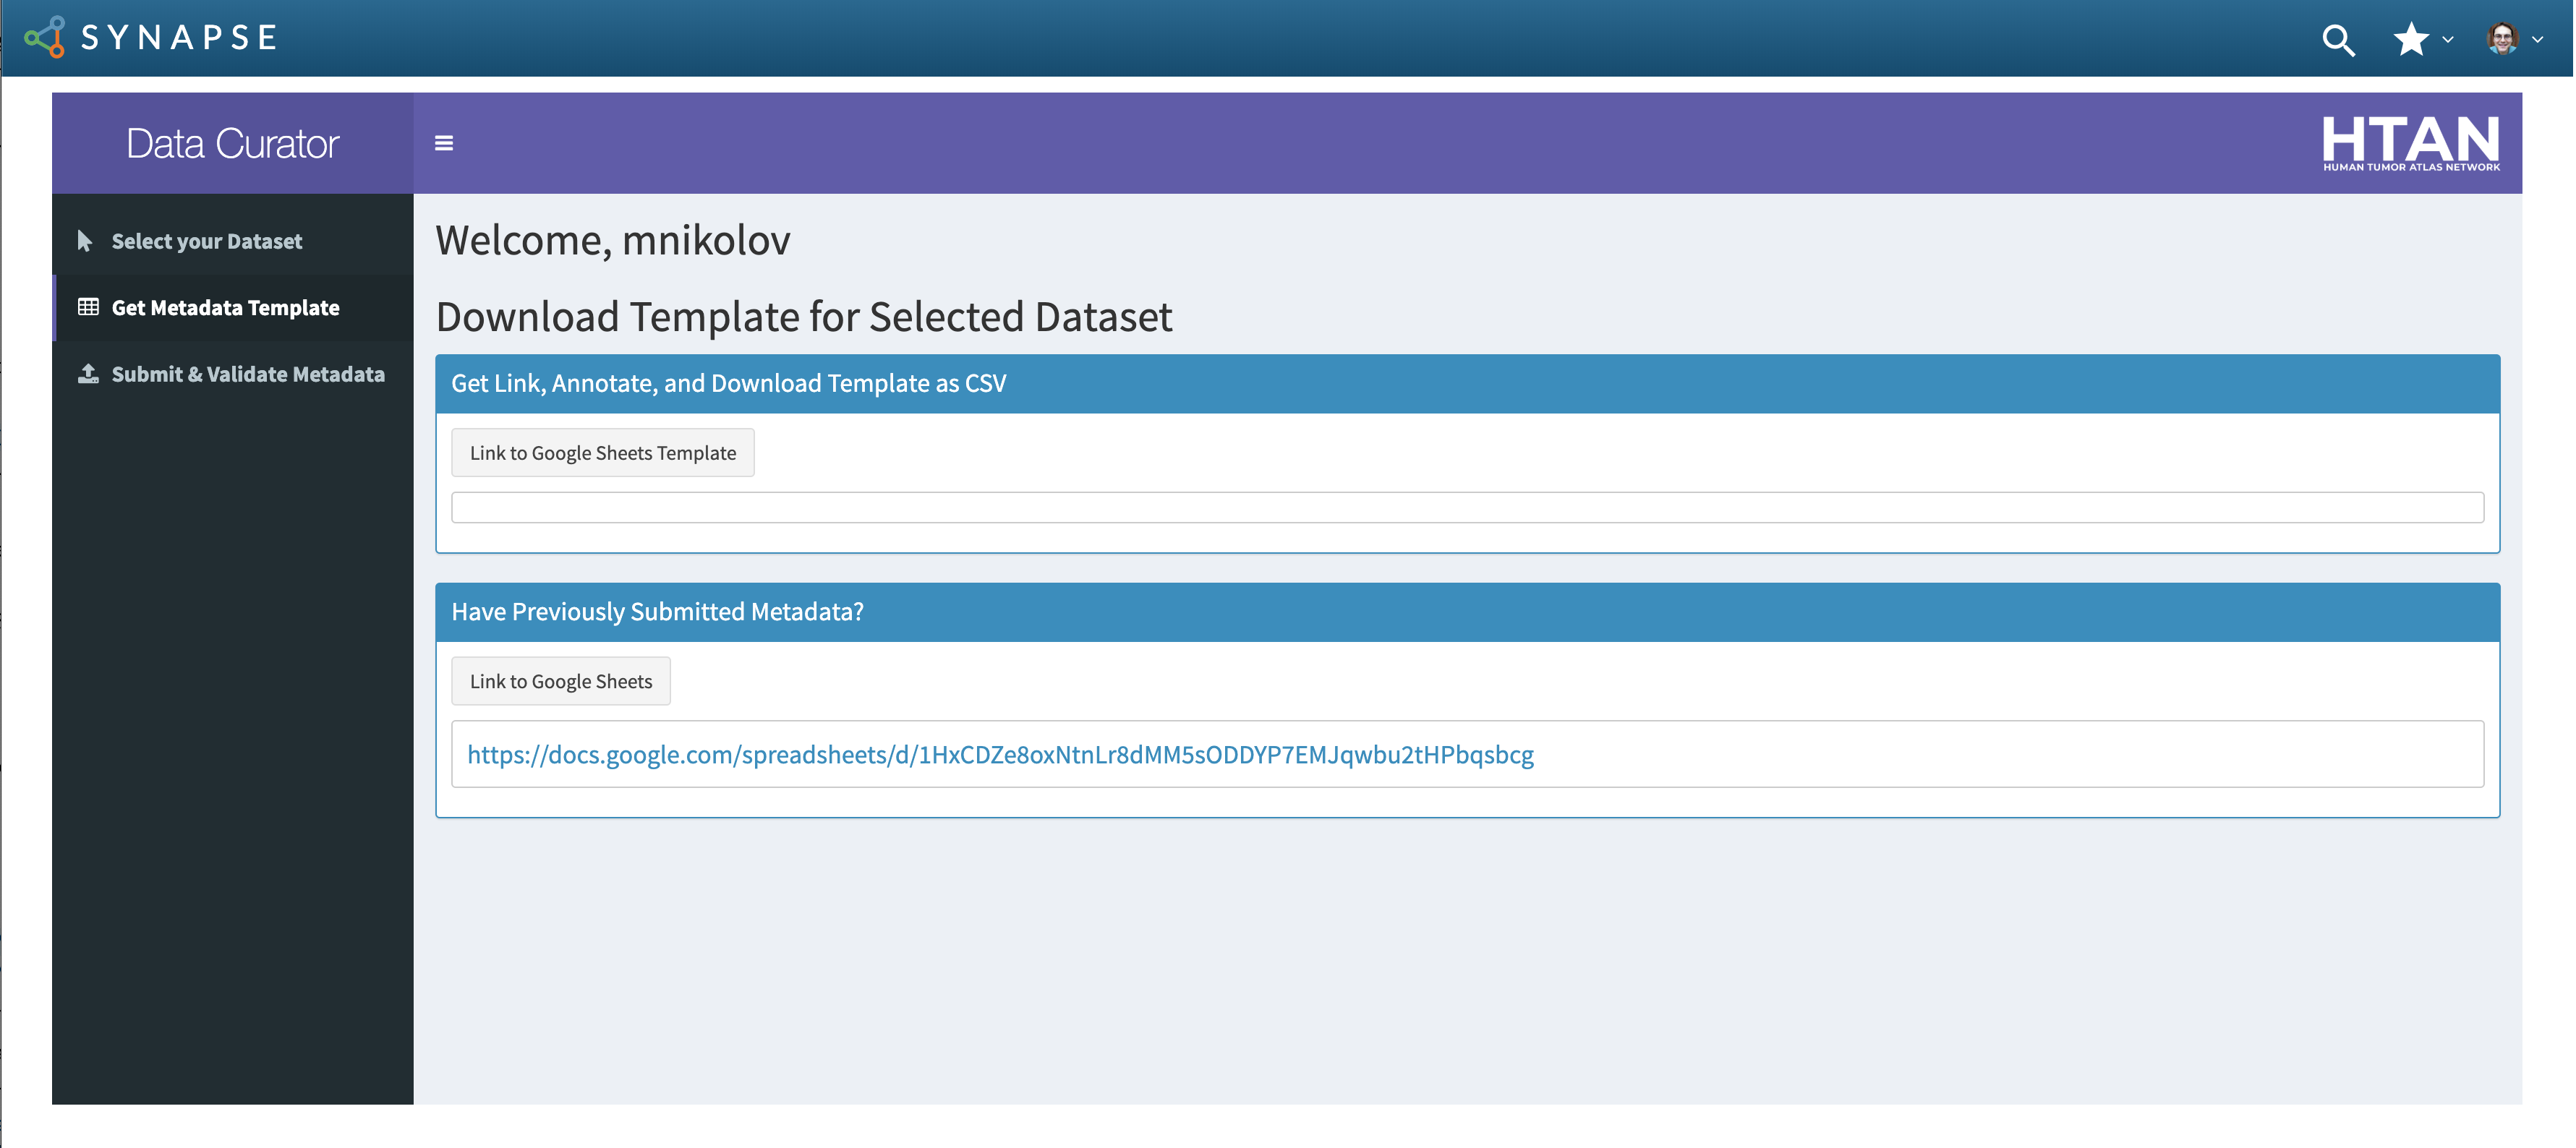 SYNAPSE
Data Curator
HTAN
HUMAN TUMOR ATLAS NETWORK
Select your Dataset
Get Metadata Template
Submit & Validate Metadata
Welcome, mnikolov
Download Template for Selected Dataset
Get Link, Annotate, and Download Template as CSV
Link to Google Sheets Template
Have Previously Submitted Metadata?
Link to Google Sheets
https://docs.google.com/spreadsheets/d/1HxCDZe8oxNtnLr8dMM5sODDYP7EMJqwbu2tHPbqsbcg